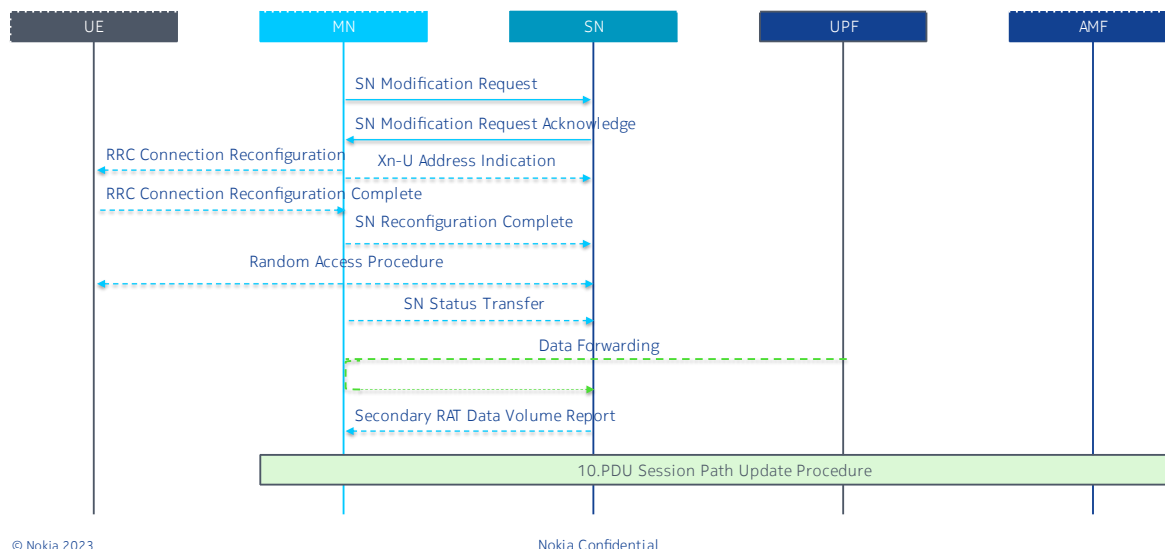 UE
MN
SN
UPF
AMF
SN Modification Request
SN Modification Request Acknowledge
RRC Connection Reconfiguration
Xn-U Address Indication
RRC Connection Reconfiguration Complete
SN Reconfiguration Complete
Random Access Procedure
SN Status Transfer
Data Forwarding
Secondary RAT Data Volume Report
10.PDU Session Path Update Procedure
© Nokia 2023
Nokia Confidential